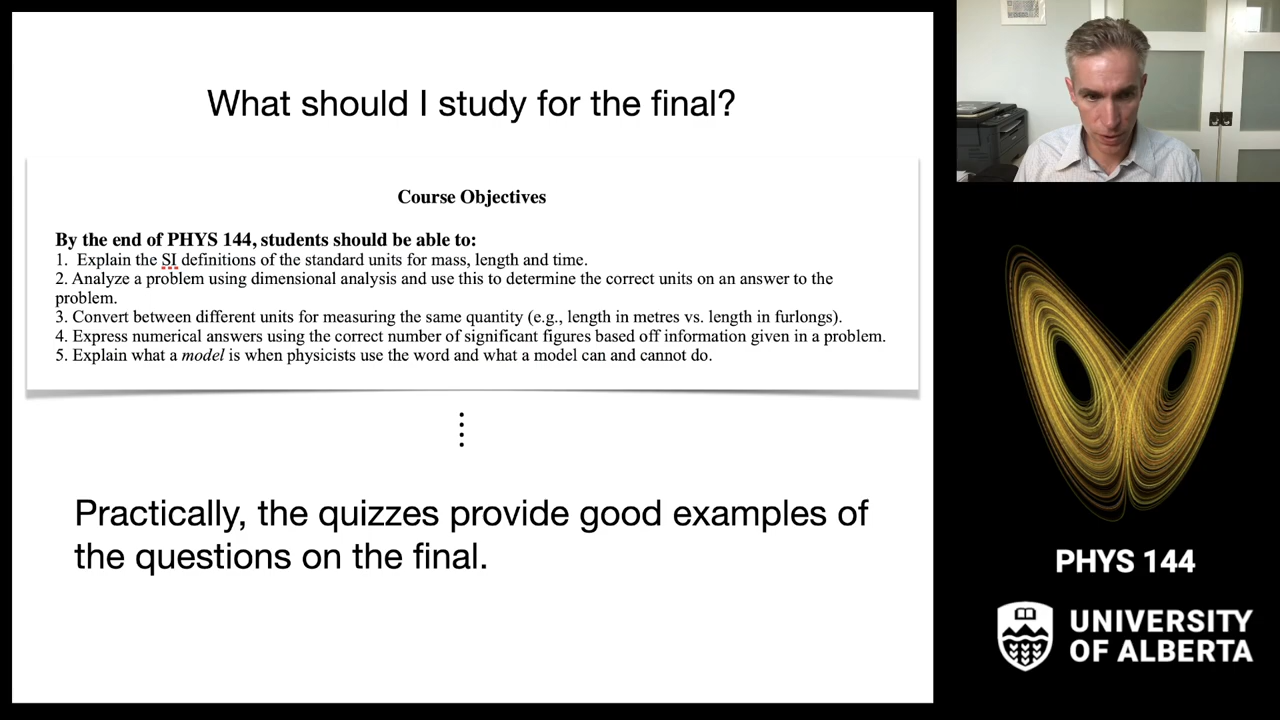 What should I study for the final?
Course Objectives
By the end of PHYS 144, students should be able to:
1.  Explain the SI definitions of the standard units for mass, length and time.
2. Analyze a problem using dimensional analysis and use this to determine the correct units on an answer to the
problem.
3. Convert between different units for measuring the same quantity (e.g., length in metres vs. length in furlongs).
4. Express numerical answers using the correct number of significant figures based off information given in a problem.
5. Explain what a model is when physicists use the word and what a model can and cannot do.
Practically, the quizzes provide good examples of
the questions on the final.
PHYS 144
UNIVERSITY
OF ALBERTA